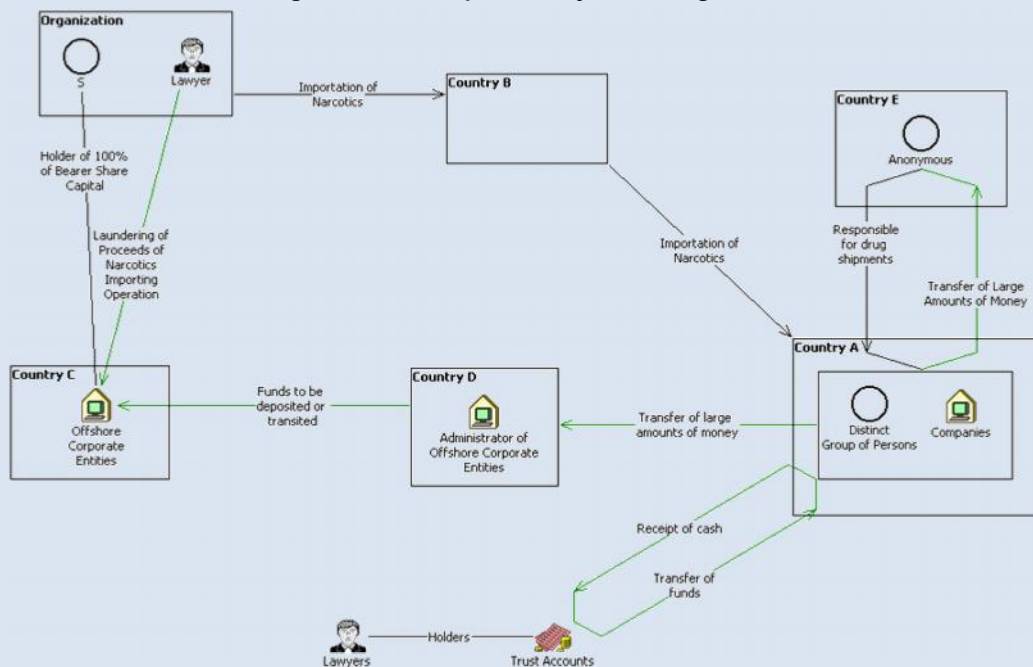 Organization
S
Lawyer
Importation of
Narcotics
Country B
Country E
Anonymous
Holder of 100%
of Bearer Share
Capital
Laundering of
Proceeds of
Narcotics
Importing
Operation
Importation of
Narcotics
Responsible
for drug
shipments
Transfer of Large
Amounts of Money
Country C
Offshore
Corporate
Entities
Funds to be
deposited or
transited
Country D
Administrator of
Offshore Corporate
Entities
Transfer of large
amounts of money
Country A
Distinct
Group of Persons
Companies
Receipt of cash
Transfer of
funds
Lawyers
Holders
Trust Accounts